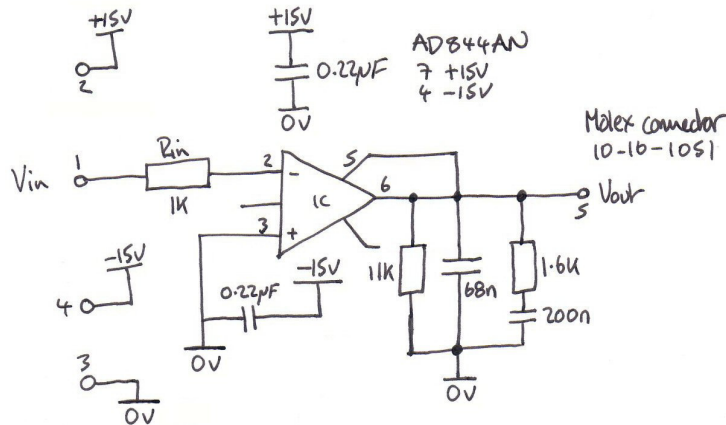 +15V
2
+15V
0.22µF
0V
AD844AN
7 +15V
4 -15V
Molex connector
10-10-1051
Vin
1
Rin
1K
2
-
IC
3
+
5
6
5
Vout
11K
68n
1.6K
200n
0V
-15V
4
0.22µF
-15V
0V
3
0V